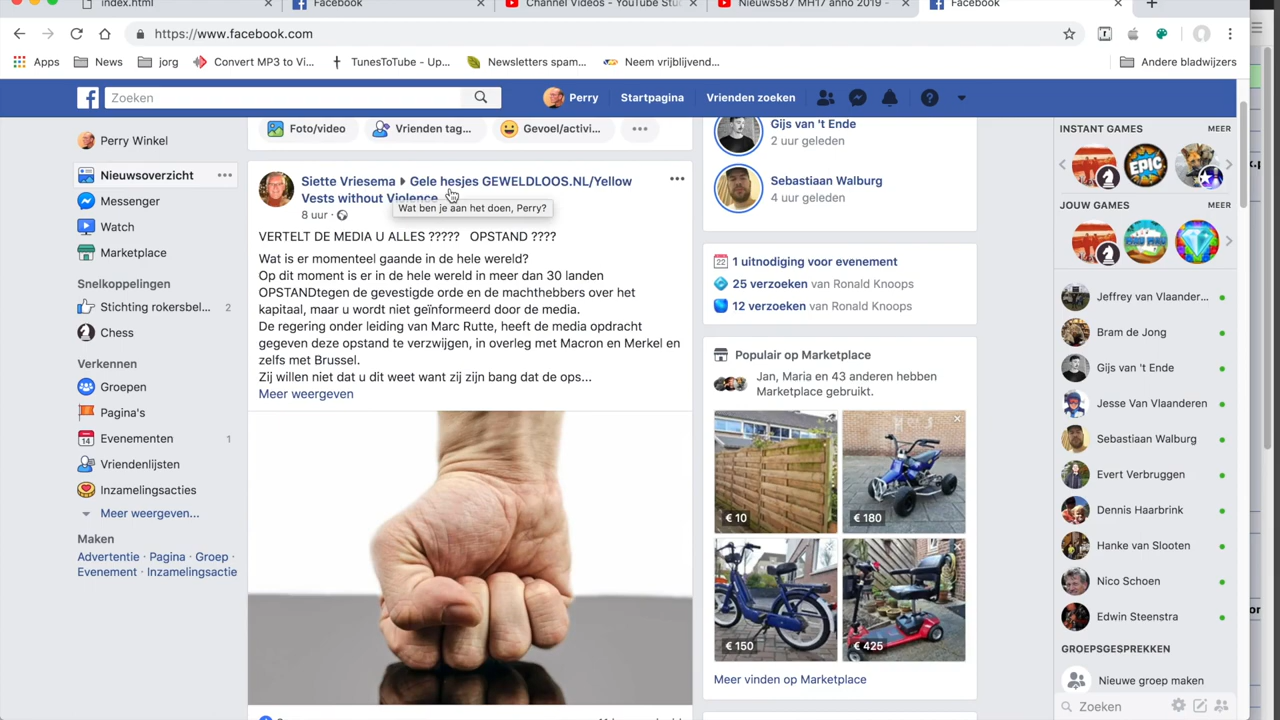 index.html
Facebook
Channel Videos - YouTube Stu
Nieuws587 MH17 anno 2019 -
Facebook
https://www.facebook.com
Apps
News
jorg
Convert MP3 to Vi...
TunesToTube - Up...
Newsletters spam...
Neem vrijblijvend...
Andere bladwijzers
Zoeken
Perry
Startpagina
Vrienden zoeken
Perry Winkel
Nieuwsoverzicht
Messenger
Watch
Marketplace
Snelkoppelingen
Stichting rokersbel... 2
Chess
Verkennen
Groepen
Pagina's
Evenementen 1
Vriendenlijsten
Inzamelingsacties
Meer weergeven...
Maken
Advertentie · Pagina · Groep ·
Evenement · Inzamelingsactie
Foto/video
Vrienden tag...
Gevoel/activi...
Siette Vriesema ▸ Gele hesjes GEWELDLOOS.NL/Yellow
Vests without Violence
Wat ben je aan het doen, Perry?
8 uur ·
VERTELT DE MEDIA U ALLES ????? OPSTAND ????
Wat is er momenteel gaande in de hele wereld?
Op dit moment is er in de hele wereld in meer dan 30 landen
OPSTANDtegen de gevestigde orde en de machthebbers over het
kapitaal, maar u wordt niet geïnformeerd door de media.
De regering onder leiding van Marc Rutte, heeft de media opdracht
gegeven deze opstand te verzwijgen, in overleg met Macron en Merkel en
zelfs met Brussel.
Zij willen niet dat u dit weet want zij zijn bang dat de ops...
Meer weergeven
Gijs van 't Ende
2 uur geleden
Sebastiaan Walburg
4 uur geleden
22
1 uitnodiging voor evenement
25 verzoeken van Ronald Knoops
12 verzoeken van Ronald Knoops
Populair op Marketplace
Jan, Maria en 43 anderen hebben
Marketplace gebruikt.
€ 10
€ 180
€ 150
€ 425
Meer vinden op Marketplace
INSTANT GAMES MEER
EPIC
JOUW GAMES MEER
Jeffrey van Vlaander...
Bram de Jong
Gijs van 't Ende
Jesse Van Vlaanderen
Sebastiaan Walburg
Evert Verbruggen
Dennis Haarbrink
Hanke van Slooten
Nico Schoen
Edwin Steenstra
GROEPSGESPREKKEN
Nieuwe groep maken
Zoeken